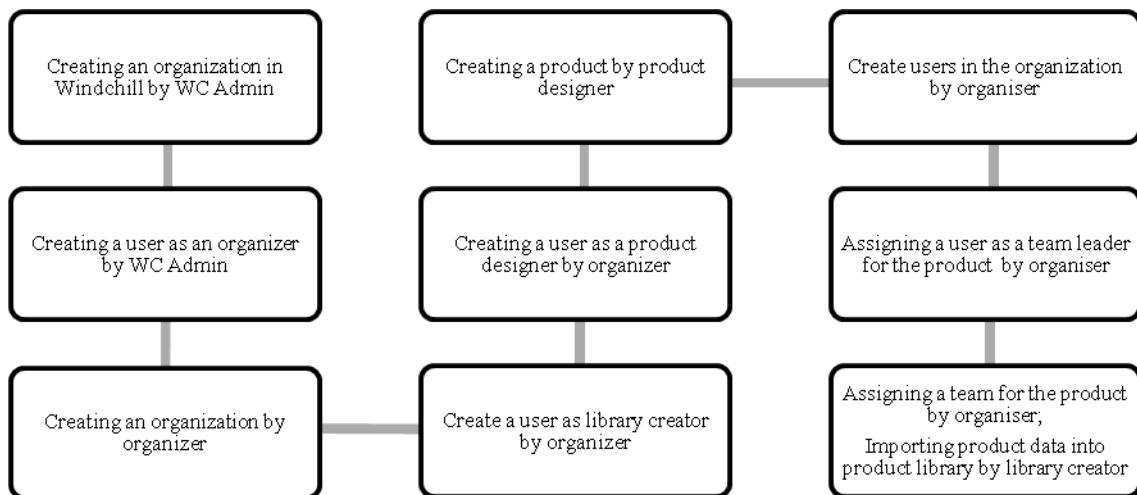 Creating an organization in
Windchill by WC Admin
Creating a user as an organizer
by WC Admin
Creating an organization by
organizer
Create a user as library creator
by organizer
Creating a user as a product
designer by organizer
Creating a product by product
designer
Create users in the organization
by organiser
Assigning a user as a team leader
for the product by organiser
Assigning a team for the product
by organiser;
Importing product data into
product library by library creator